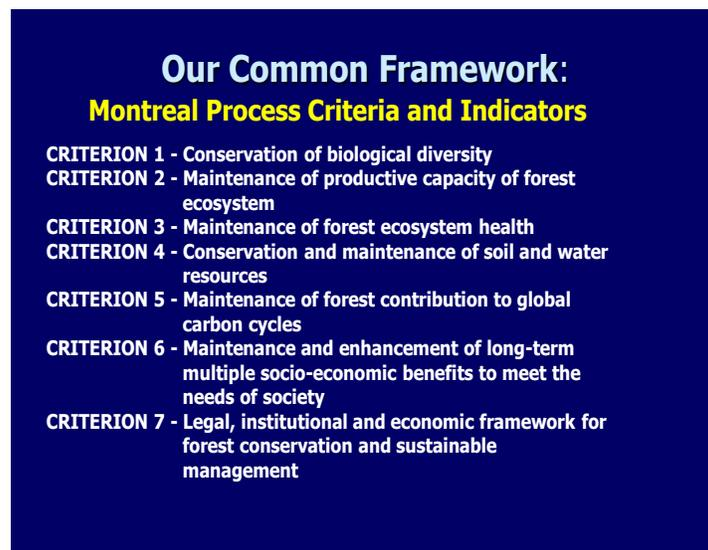 Our Common Framework:
Montreal Process Criteria and Indicators
CRITERION 1 - Conservation of biological diversity
CRITERION 2 - Maintenance of productive capacity of forest
ecosystem
CRITERION 3 - Maintenance of forest ecosystem health
CRITERION 4 - Conservation and maintenance of soil and water
resources
CRITERION 5 - Maintenance of forest contribution to global
carbon cycles
CRITERION 6 - Maintenance and enhancement of long-term
multiple socio-economic benefits to meet the
needs of society
CRITERION 7 - Legal, institutional and economic framework for
forest conservation and sustainable
management